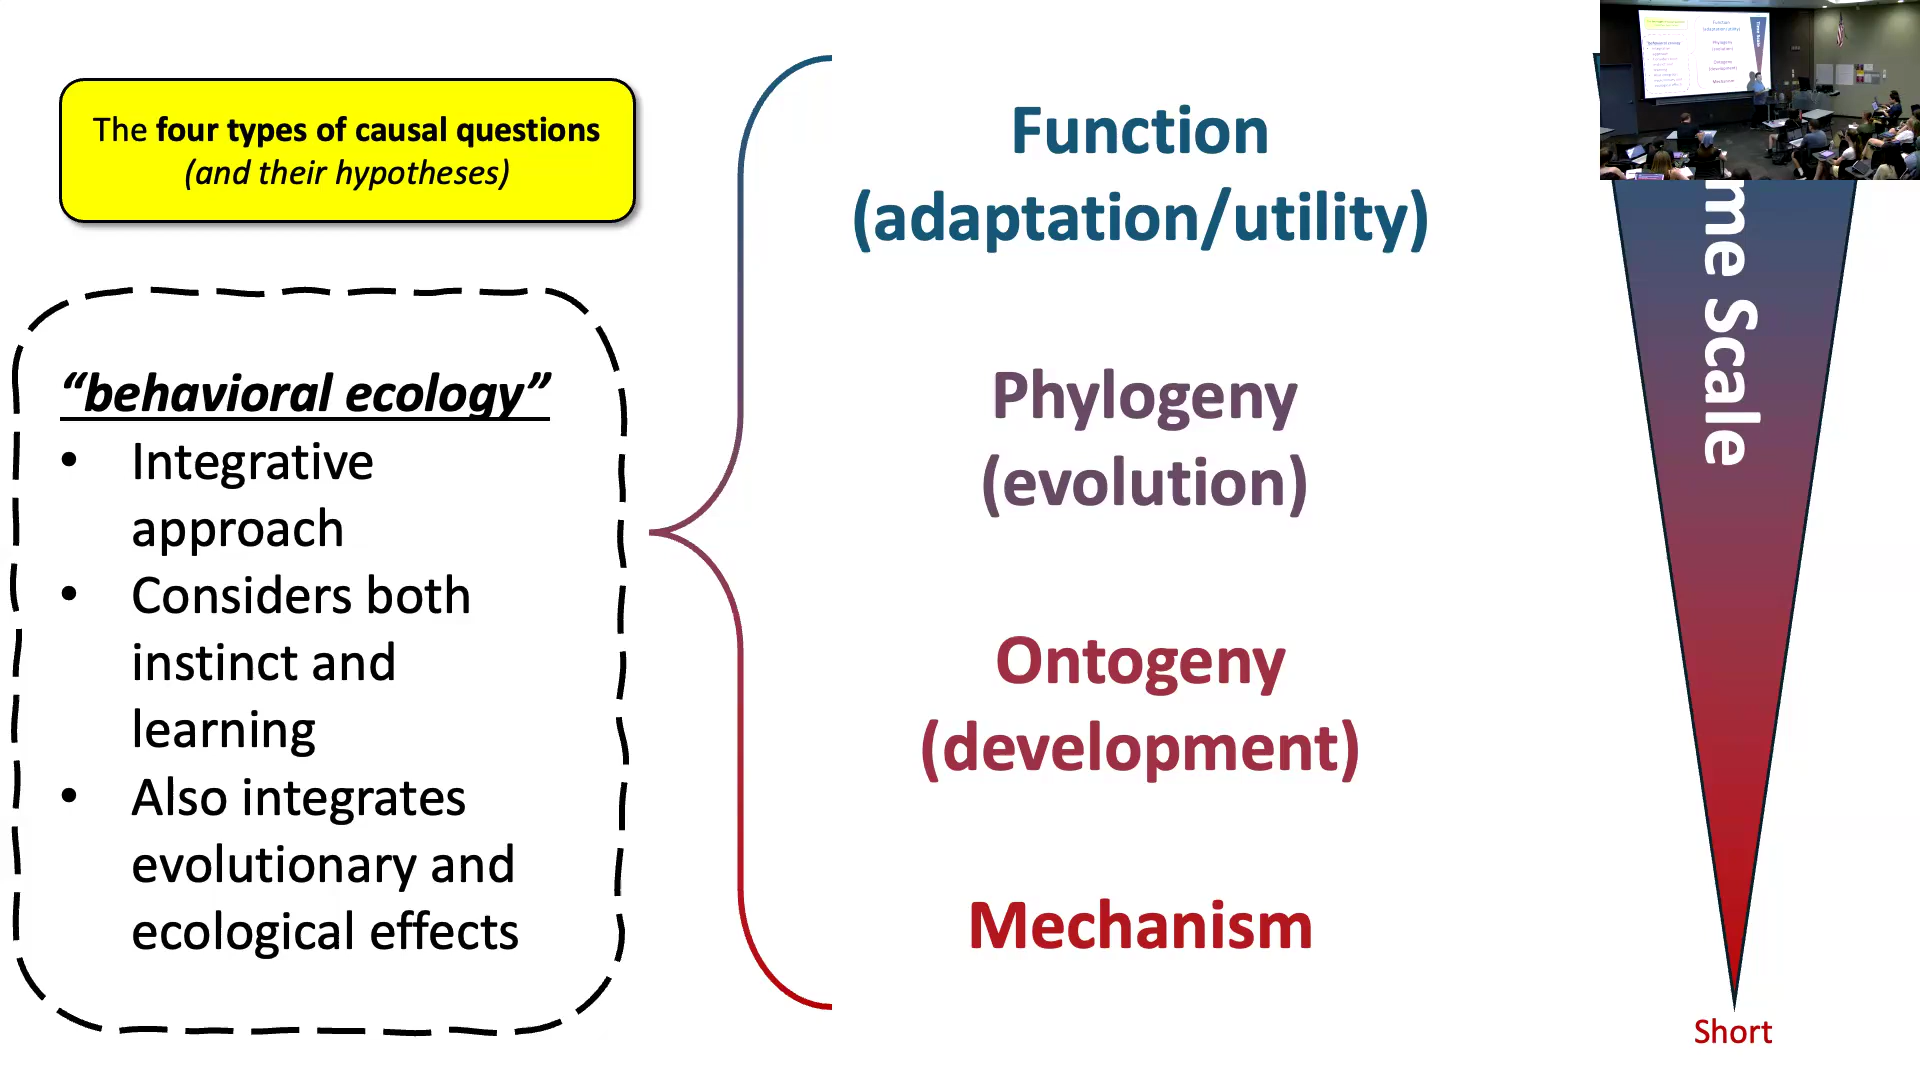 The four types of causal questions
(and their hypotheses)
“behavioral ecology”
• Integrative
approach
• Considers both
instinct and
learning
• Also integrates
evolutionary and
ecological effects
Function
(adaptation/utility)
Phylogeny
(evolution)
Ontogeny
(development)
Mechanism
me Scale
Short